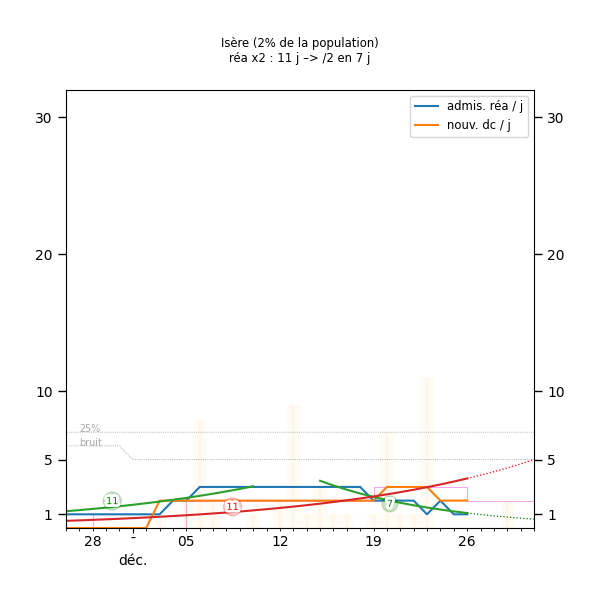 Isère (2% de la population)
réa x2 : 11 j –> /2 en 7 j
admis. réa / j
nouv. dc / j
30 30
20 20
10 10
5 5
1 1
25%
bruit
11
11
7
28 - 05 12 19 26
déc.